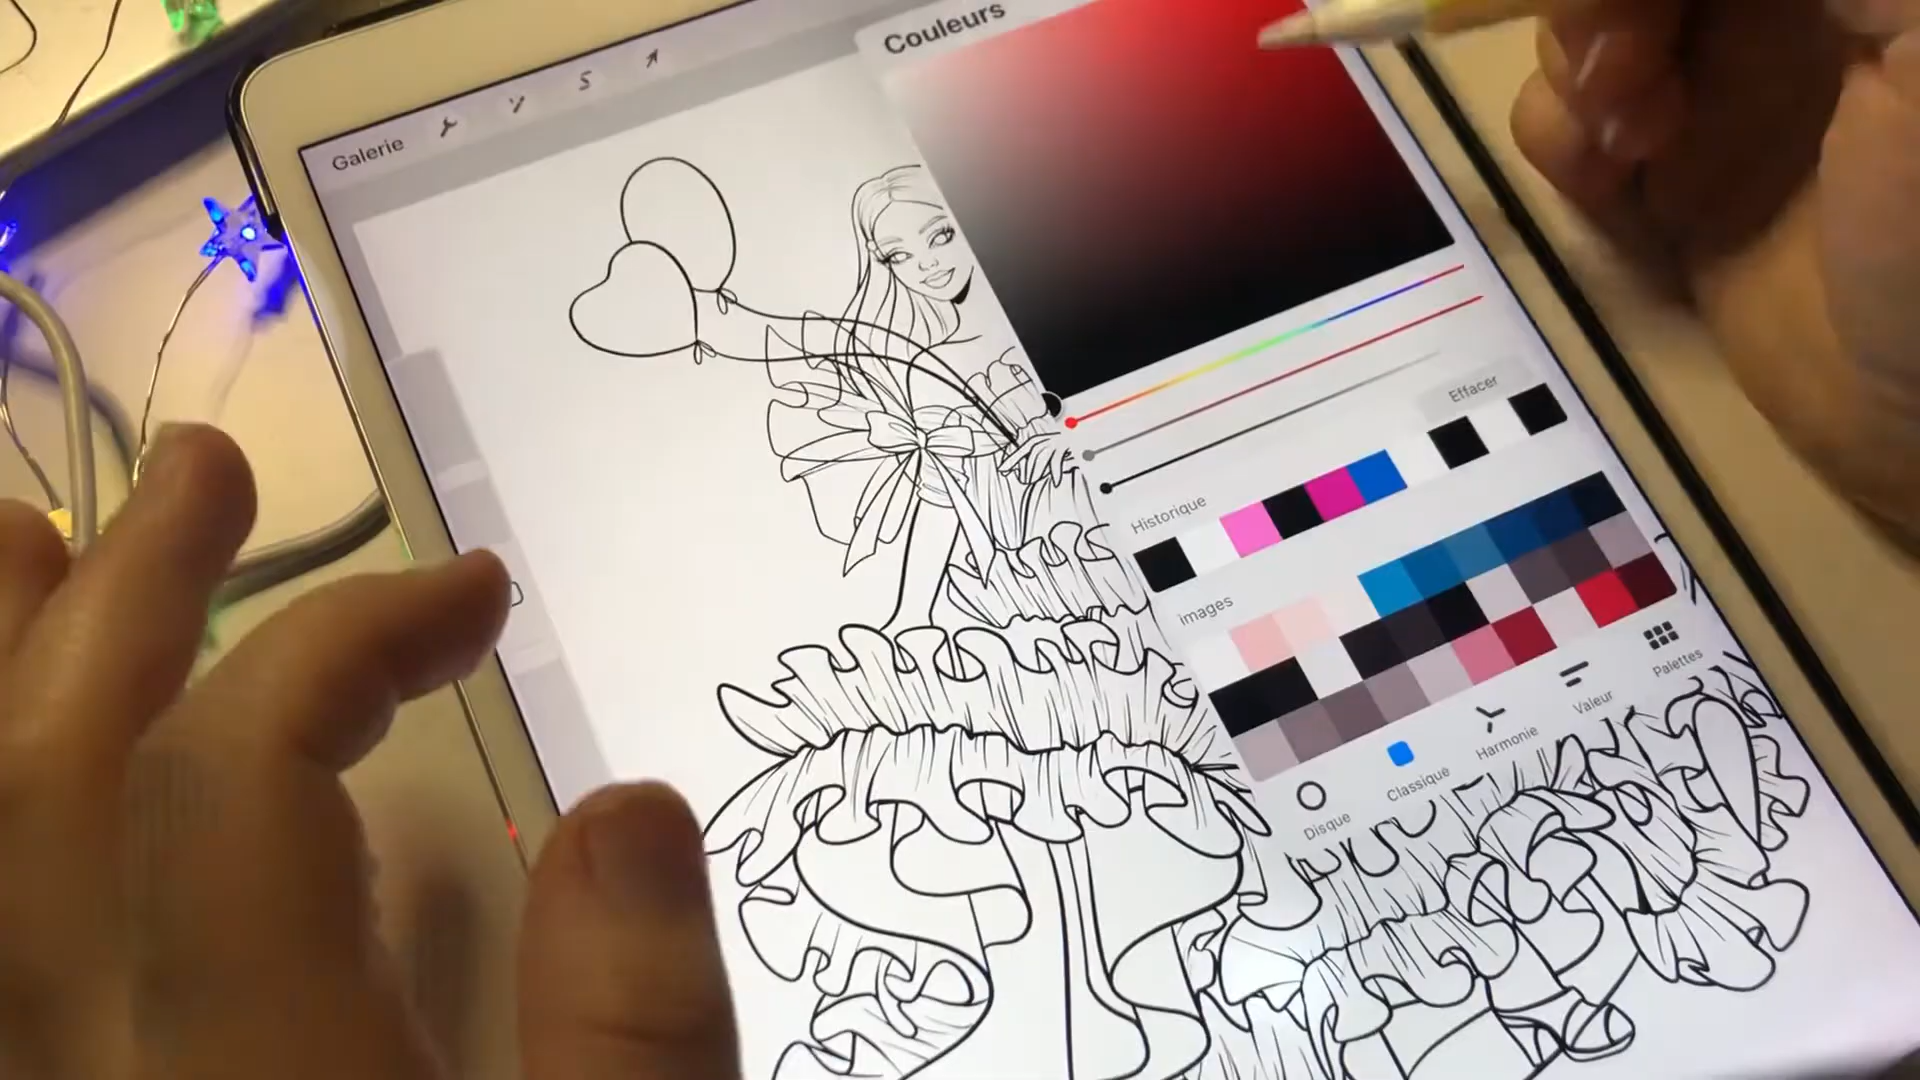 Couleurs
Galerie
Effacer
Historique
images
Palettes
Valeur
Harmonie
Classique
Disque